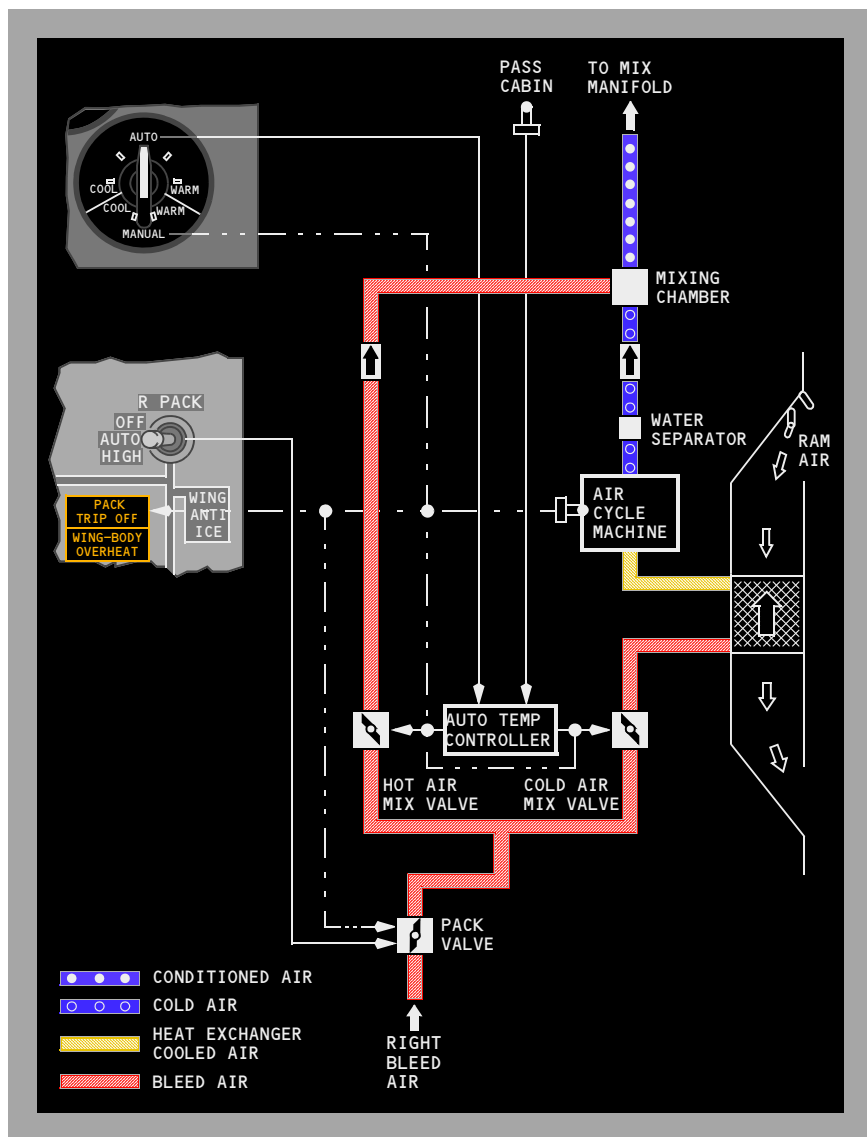 PASS
CABIN
TO MIX
MANIFOLD
AUTO
COOL
WARM
COOL
WARM
MANUAL
MIXING
CHAMBER
R PACK
OFF
AUTO
HIGH
WATER
SEPARATOR
RAM
AIR
PACK
TRIP OFF
WING-BODY
OVERHEAT
WING
ANTI
ICE
AIR
CYCLE
MACHINE
AUTO TEMP
CONTROLLER
HOT AIR
MIX VALVE
COLD AIR
MIX VALVE
PACK
VALVE
CONDITIONED AIR
COLD AIR
HEAT EXCHANGER
COOLED AIR
BLEED AIR
RIGHT
BLEED
AIR